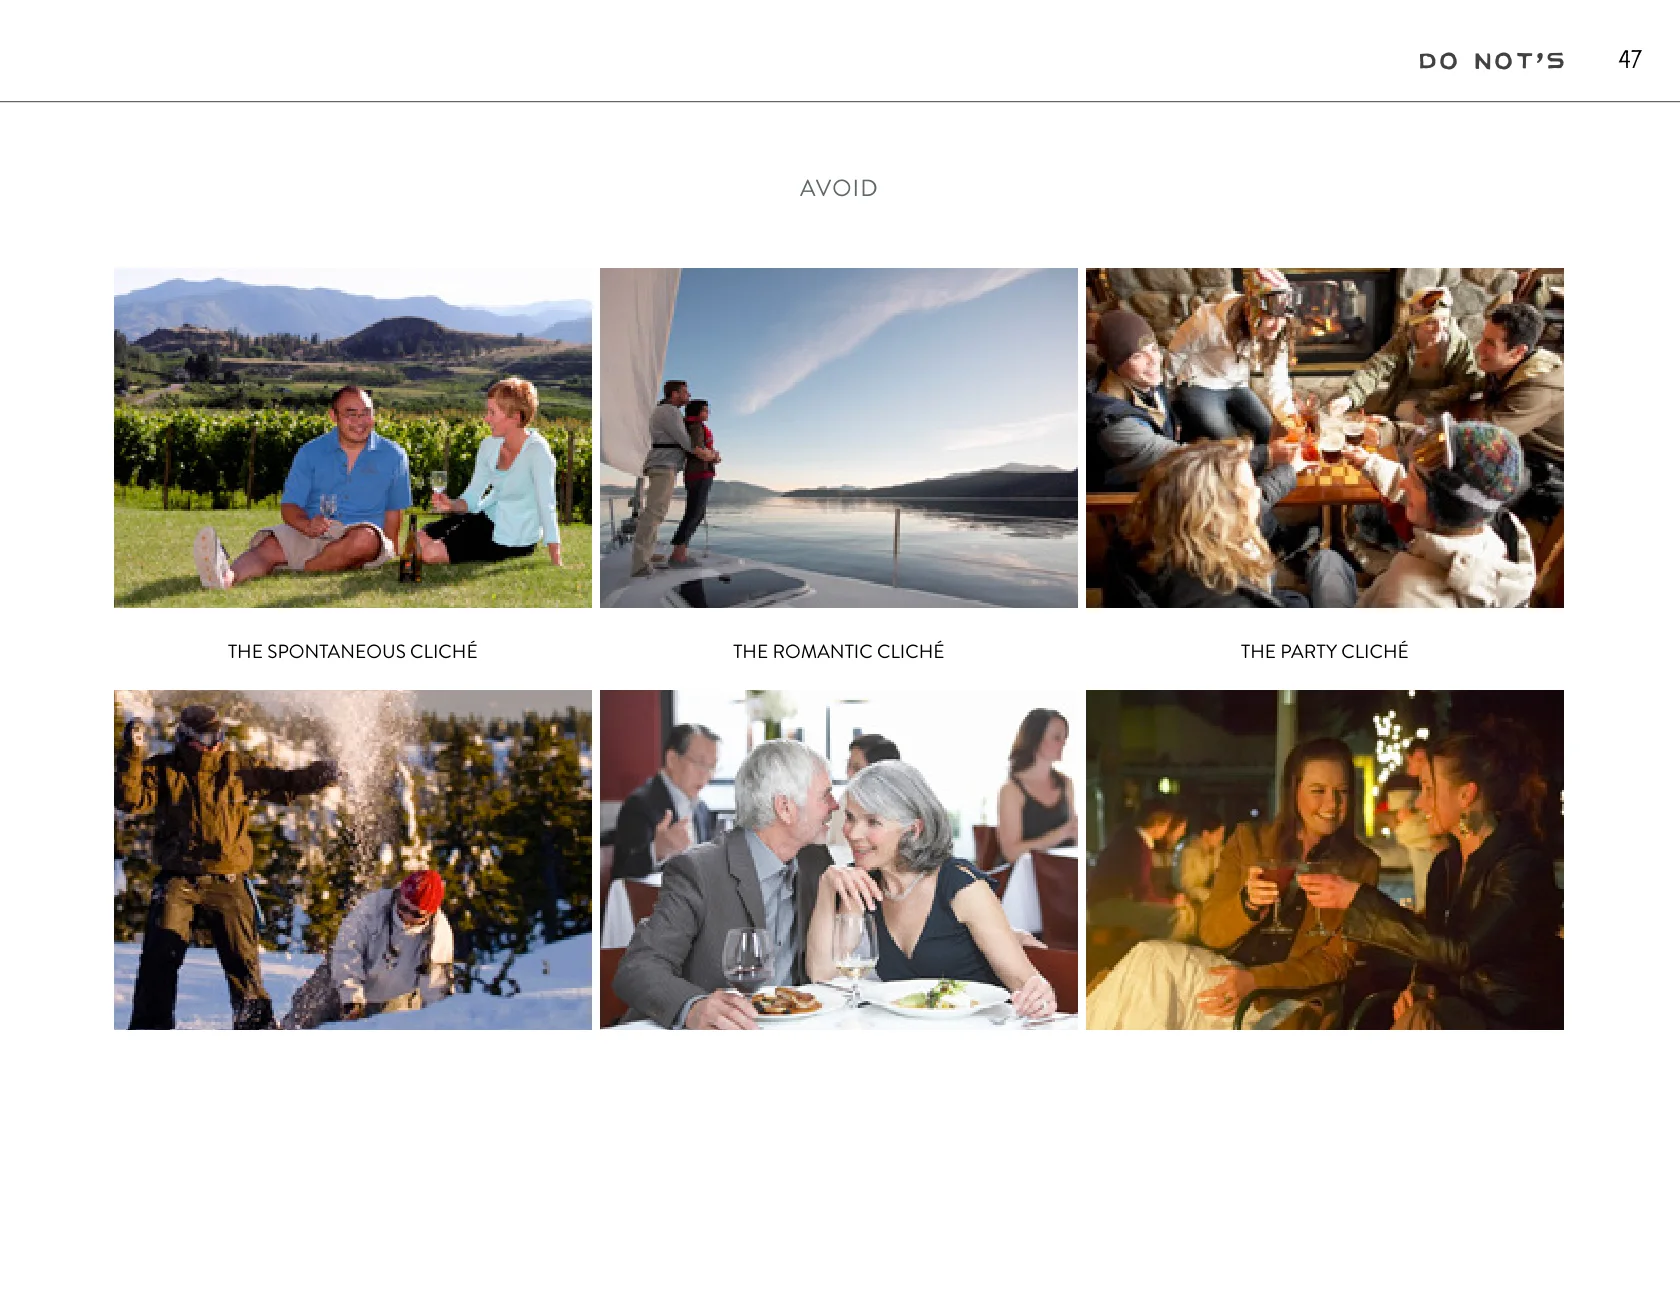 DO NOT'S 47
AVOID
THE SPONTANEOUS CLICHÉ
THE ROMANTIC CLICHÉ
THE PARTY CLICHÉ